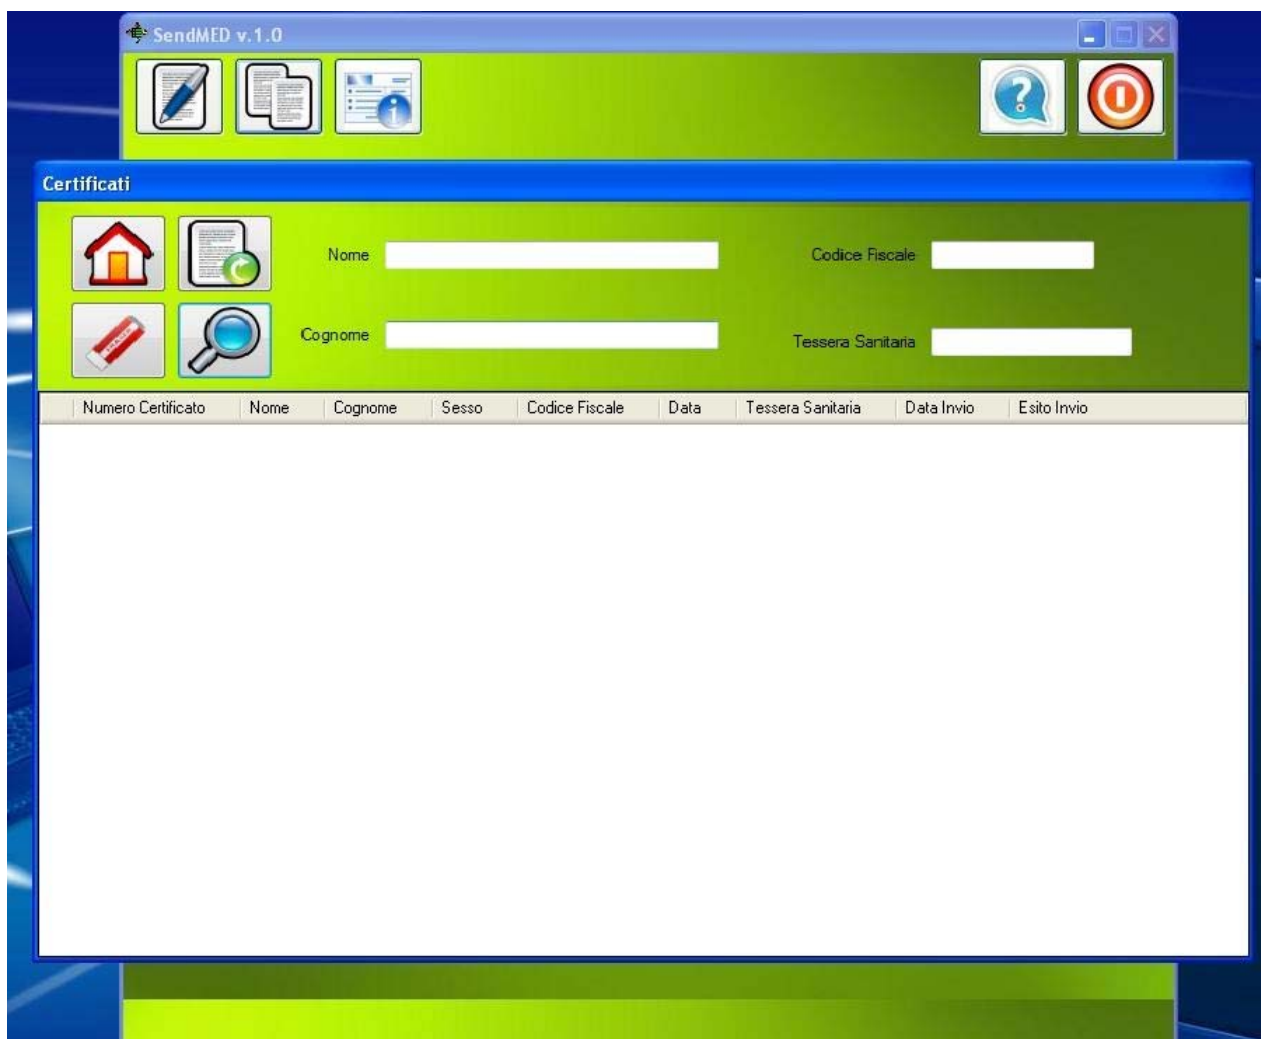 SendMED v.1.0
Certificati
Nome
Codice Fiscale
Cognome
Tessera Sanitaria
Numero Certificato Nome Cognome Sesso Codice Fiscale Data Tessera Sanitaria Data Invio Esito Invio